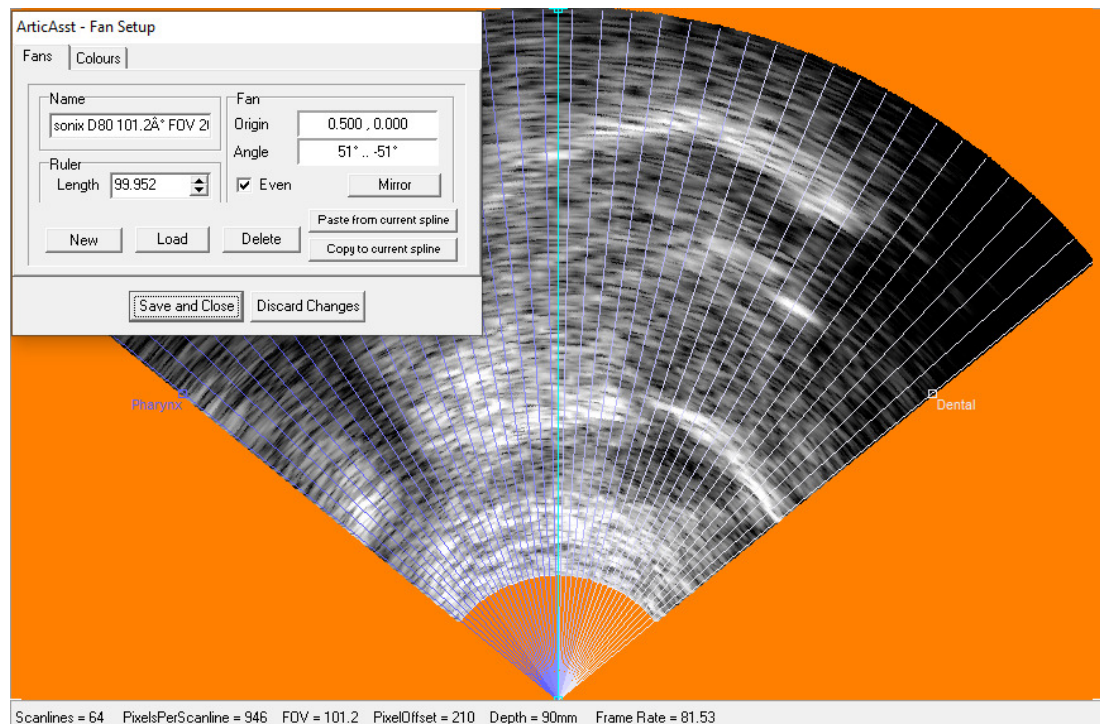 ArticAsst - Fan Setup
Fans Colours
Name
sonix D80 101.2Â° FOV 2(
Ruler
Length 99.952
Fan
Origin 0.500 , 0.000
Angle 51° .. -51°
Even Mirror
Paste from current spline
New Load Delete
Copy to current spline
Save and Close Discard Changes
Pharynx
Dental
Scanlines = 64 PixelsPerScanline = 946 FOV = 101.2 PixelOffset = 210 Depth = 90mm Frame Rate = 81.53